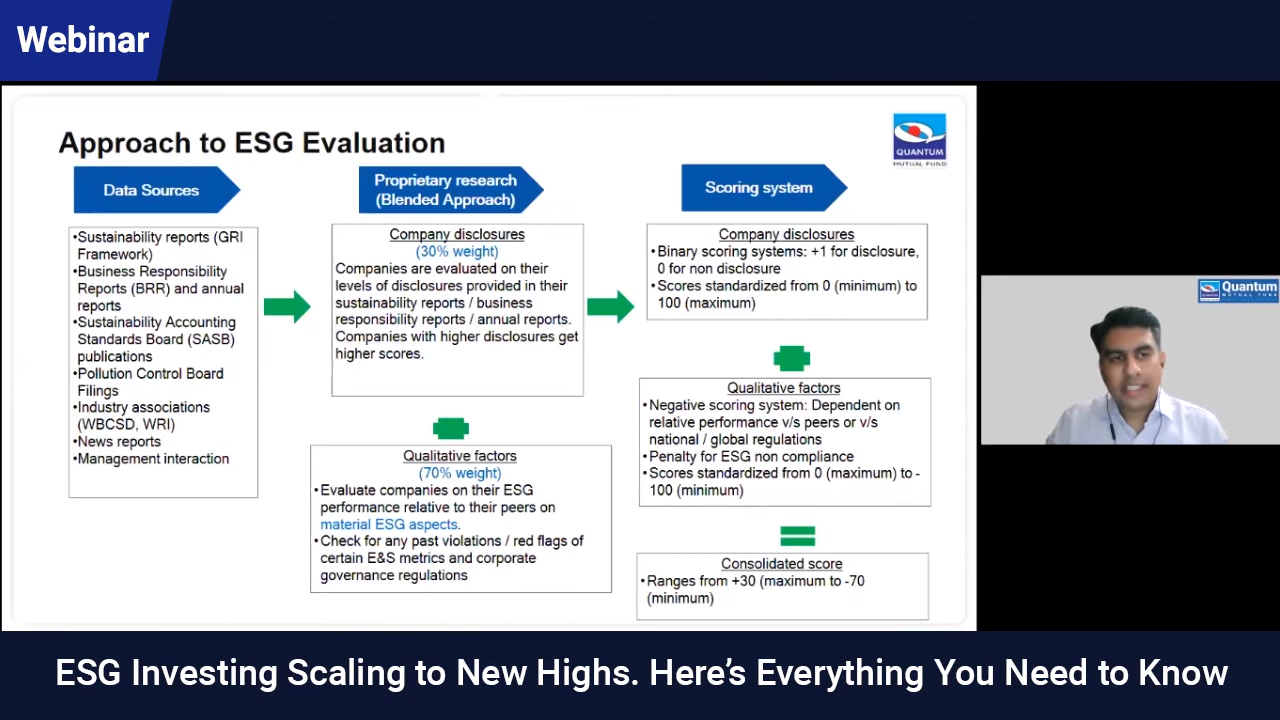 Webinar
Approach to ESG Evaluation
QUANTUM
MUTUAL FUND
Data Sources
•Sustainability reports (GRI
Framework)
•Business Responsibility
Reports (BRR) and annual
reports
•Sustainability Accounting
Standards Board (SASB)
publications
•Pollution Control Board
Filings
•Industry associations
(WBCSD, WRI)
•News reports
•Management interaction
Proprietary research
(Blended Approach)
Company disclosures
(30% weight)
Companies are evaluated on their
levels of disclosures provided in their
sustainability reports / business
responsibility reports / annual reports.
Companies with higher disclosures get
higher scores.
Qualitative factors
(70% weight)
•Evaluate companies on their ESG
performance relative to their peers on
material ESG aspects.
•Check for any past violations / red flags of
certain E&S metrics and corporate
governance regulations
Scoring system
Company disclosures
•Binary scoring systems: +1 for disclosure,
0 for non disclosure
•Scores standardized from 0 (minimum) to
100 (maximum)
Qualitative factors
•Negative scoring system: Dependent on
relative performance v/s peers or v/s
national / global regulations
•Penalty for ESG non compliance
•Scores standardized from 0 (maximum) to -
100 (minimum)
Consolidated score
•Ranges from +30 (maximum to -70
(minimum)
Quantum
MUTUAL FUND
ESG Investing Scaling to New Highs. Here's Everything You Need to Know